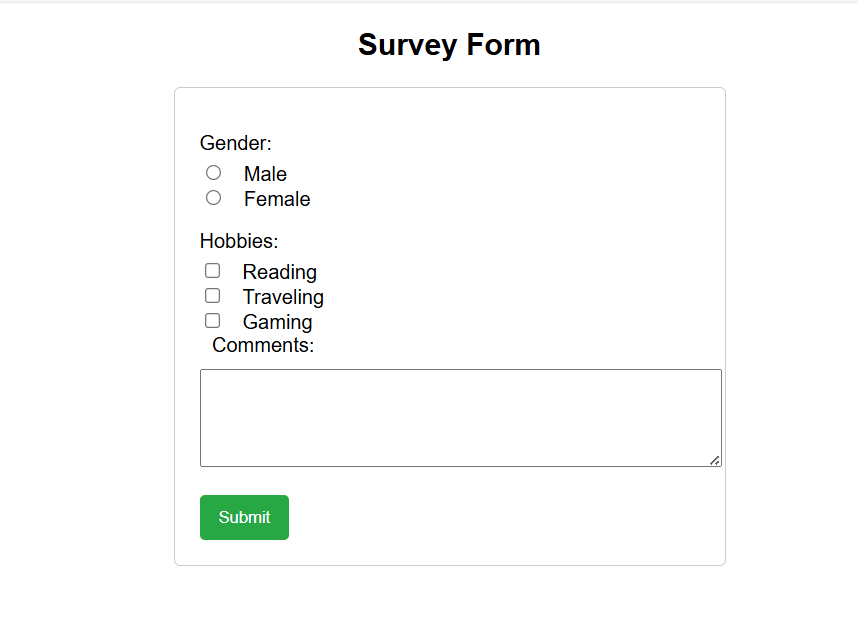 Survey Form
Gender:
Male
Female
Hobbies:
Reading
Traveling
Gaming
Comments:
Submit